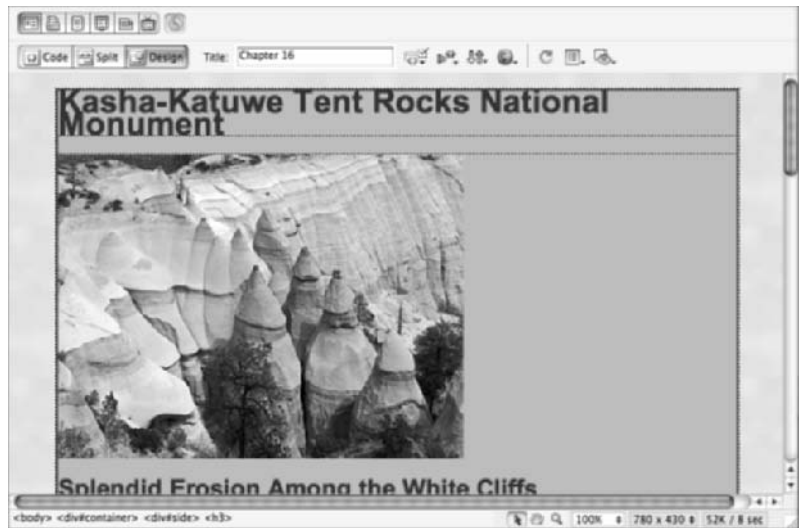 Code Split Design Title: Chapter 16
Kasha-Katuwe Tent Rocks National
Monument
Splendid Erosion Among the White Cliffs
<body> <div#container> <div#side> <h3> 100% 780 x 430 52K / 8 sec